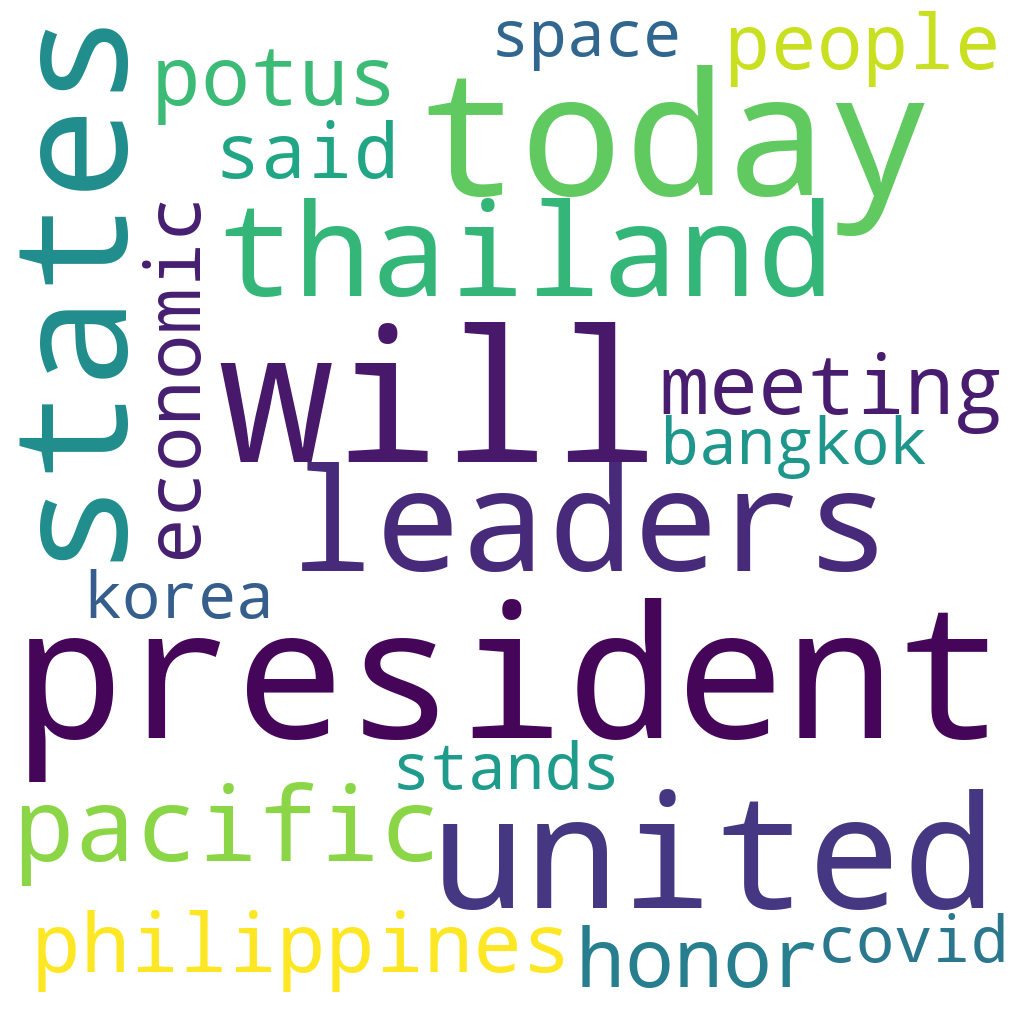 states
space
people
potus
today
said
thailand
economic
will
meeting
bangkok
leaders
korea
president
stands
pacific
united
philippines
honor
covid